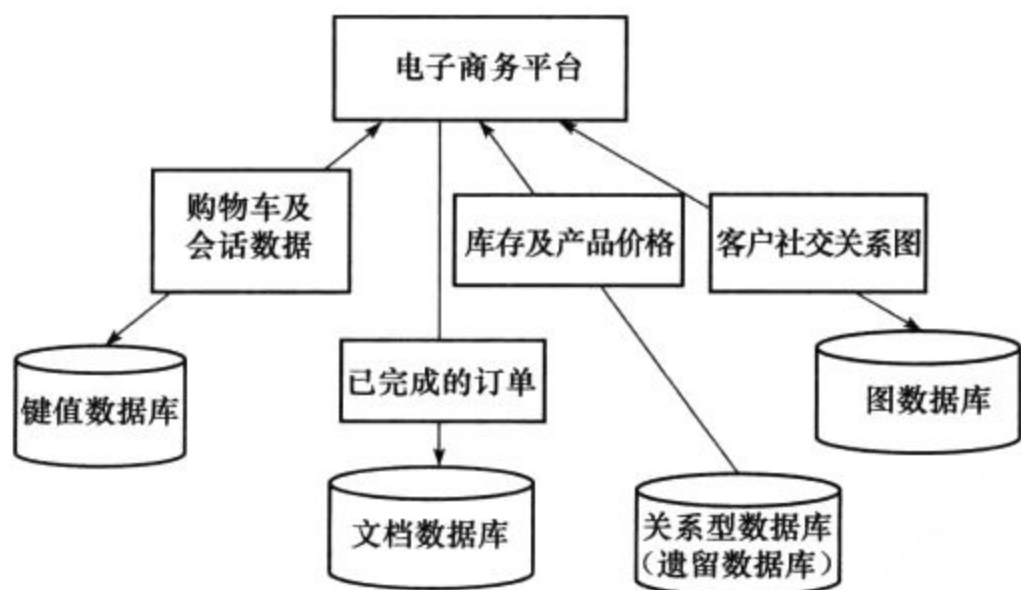 电子商务平台
购物车及
会话数据
库存及产品价格
客户社交关系图
已完成的订单
键值数据库
图数据库
文档数据库
关系型数据库
（遗留数据库）